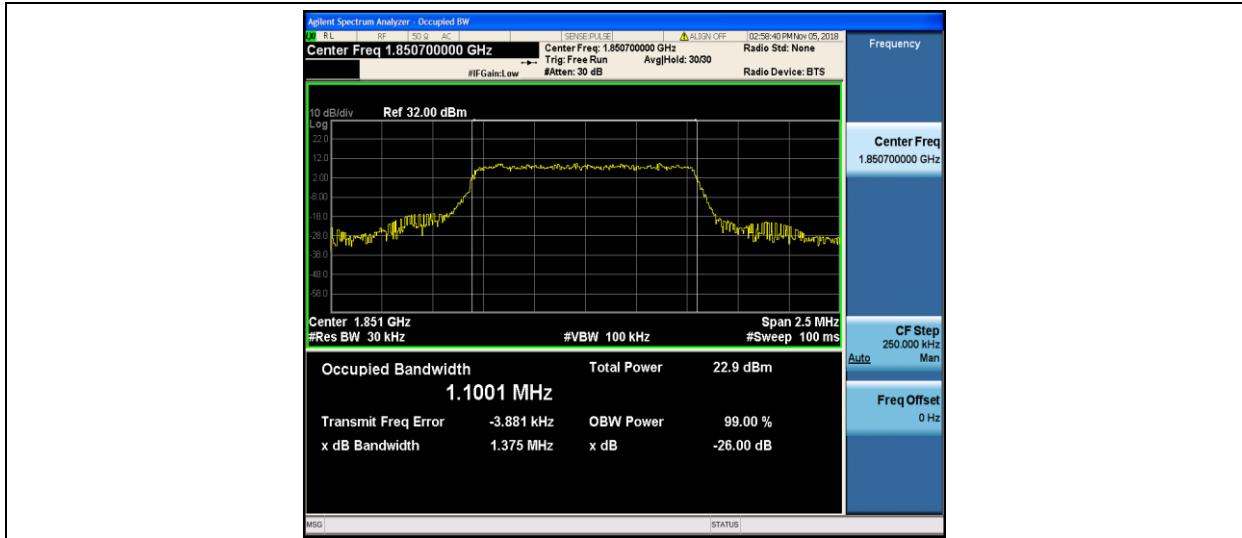 Agilent Spectrum Analyzer - Occupied BW
RL RF 50 Ω AC SENSE:PULSE ALIGN OFF 02:58:40 PM Nov 05, 2018
Center Freq 1.850700000 GHz
Center Freq: 1.850700000 GHz
Radio Std: None
Trig: Free Run Avg|Hold: 30/30
#IFGain:Low
#Atten: 30 dB
Radio Device: BTS
10 dB/div Ref 32.00 dBm
Log
22.0
12.0
2.00
-8.00
-18.0
-28.0
-38.0
-48.0
-58.0
Center 1.851 GHz
Span 2.5 MHz
#Res BW 30 kHz
#VBW 100 kHz
#Sweep 100 ms
Occupied Bandwidth
Total Power 22.9 dBm
1.1001 MHz
Transmit Freq Error -3.881 kHz
OBW Power 99.00 %
x dB Bandwidth 1.375 MHz
x dB -26.00 dB
Frequency
Center Freq
1.850700000 GHz
CF Step
250.000 kHz
Auto Man
Freq Offset
0 Hz
MSG
STATUS